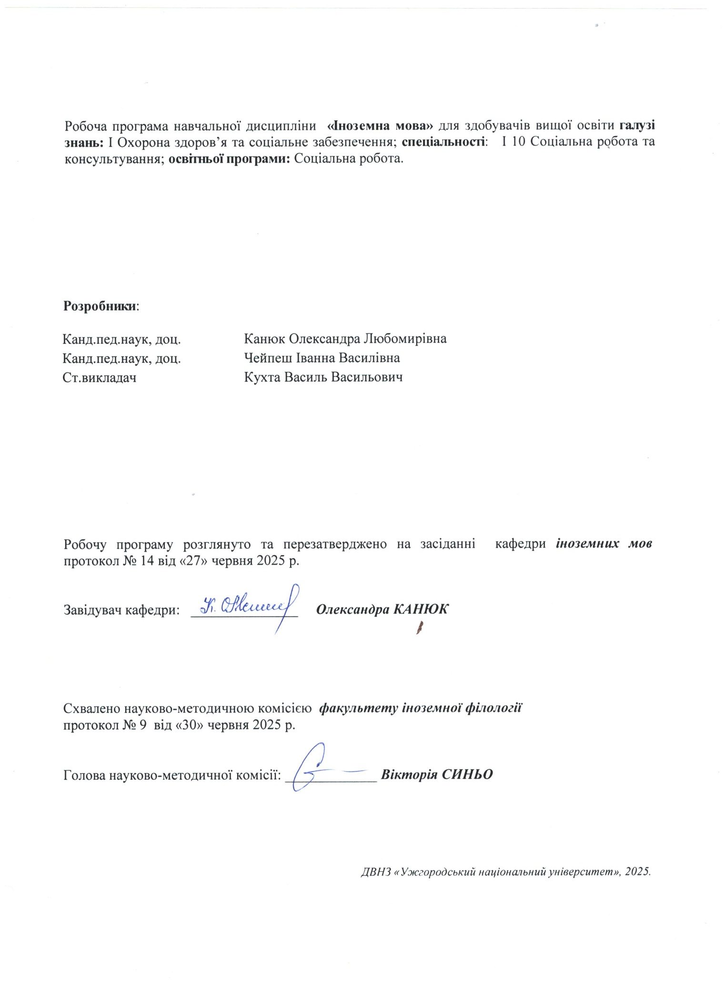 Робоча програма навчальної дисципліни «Іноземна мова» для здобувачів вищої освіти галузі
знань: І Охорона здоров’я та соціальне забезпечення; спеціальності: І 10 Соціальна робота та
консультування; освітньої програми: Соціальна робота.
Розробники:
Канд.пед.наук, доц. Канюк Олександра Любомирівна
Канд.пед.наук, доц. Чейпеш Іванна Василівна
Ст.викладач Кухта Василь Васильович
Робочу програму розглянуто та перезатверджено на засіданні кафедри іноземних мов
протокол № 14 від «27» червня 2025 р.
Завідувач кафедри: Олександра КАНЮК
Схвалено науково-методичною комісією факультету іноземної філології
протокол № 9 від «30» червня 2025 р.
Голова науково-методичної комісії: Вікторія СИНЬО
ДВНЗ «Ужгородський національний університет», 2025.